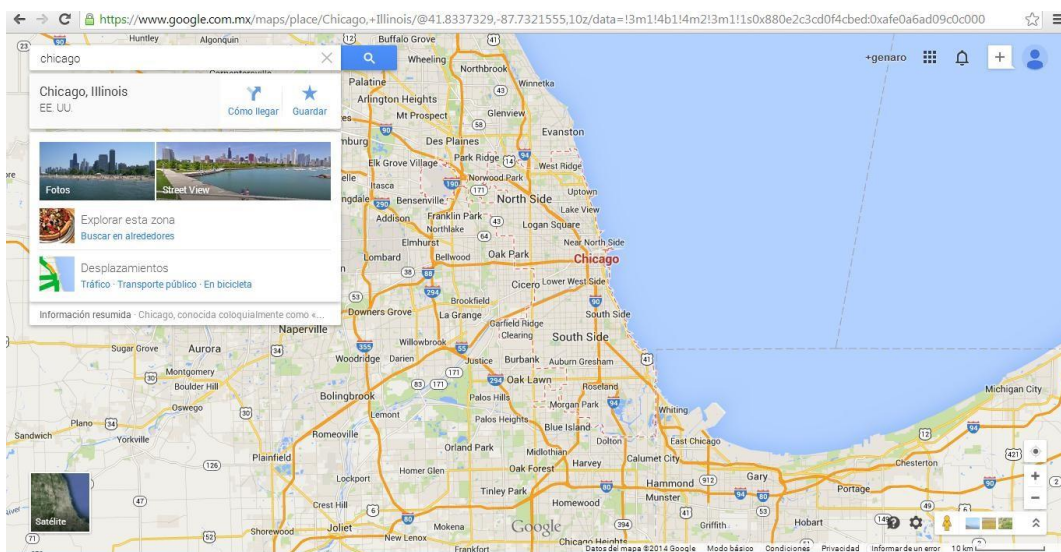 https://www.google.com.mx/maps/place/Chicago,+Illinois/@41.8337329,-87.7321555,10z/data=!3m1!4b1!4m2!3m1!1s0x880e2c3cd0f4cbed:0xafe0a6ad09c0c000
chicago
+genaro
Chicago, Illinois
EE. UU.
Cómo llegar
Guardar
Fotos
Street View
Explorar esta zona
Buscar en alrededores
Desplazamientos
Tráfico · Transporte público · En bicicleta
Información resumida · Chicago, conocida coloquialmente como «...
Huntley
Algonquin
Buffalo Grove
Wheeling
Northbrook
Palatine
Winnetka
Arlington Heights
Mt Prospect
Glenview
Evanston
Des Plaines
Elk Grove Village
Park Ridge
West Ridge
Itasca
Norwood Park
Bensenville
North Side
Uptown
Addison
Franklin Park
Lake View
Northlake
Logan Square
Elmhurst
Near North Side
Lombard
Bellwood
Oak Park
Chicago
Cicero
Lower West Side
Brookfield
Downers Grove
La Grange
South Side
Garfield Ridge
Clearing
Naperville
Willowbrook
South Side
Sugar Grove
Aurora
Woodridge
Darien
Justice
Burbank
Auburn Gresham
Montgomery
Oak Lawn
Boulder Hill
Bolingbrook
Palos Hills
Roseland
Michigan City
Oswego
Lemont
Morgan Park
Whiting
Plano
Palos Heights
Blue Island
Sandwich
Yorkville
Romeoville
Dolton
East Chicago
Plainfield
Orland Park
Midlothian
Calumet City
Chesterton
Homer Glen
Oak Forest
Harvey
Lockport
Hammond
Gary
Portage
Tinley Park
Munster
Crest Hill
Homewood
Satélite
Shorewood
Joliet
Mokena
Google
Griffith
Hobart
New Lenox
Frankfort
Chicago Heights
Datos del mapa ©2014 Google
Modo básico
Condiciones
Privacidad
Informar de un error
10 km